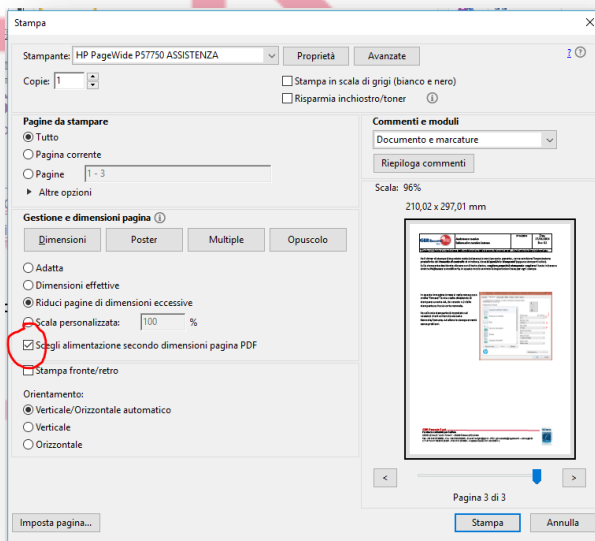 Stampa
Stampante: HP PageWide P57750 ASSISTENZA Proprietà Avanzate ?
Copie: 1 Stampa in scala di grigi (bianco e nero)
Risparmia inchiostro/toner
Pagine da stampare
Tutto
Pagina corrente
Pagine 1 - 3
Altre opzioni
Gestione e dimensioni pagina
Dimensioni Poster Multiple Opuscolo
Adatta
Dimensioni effettive
Riduci pagine di dimensioni eccessive
Scala personalizzata: 100 %
Scegli alimentazione secondo dimensioni pagina PDF
Stampa fronte/retro
Orientamento:
Verticale/Orizzontale automatico
Verticale
Orizzontale
Commenti e moduli
Documento e marcature
Riepiloga commenti
Scala: 96%
210,02 x 297,01 mm
< >
Pagina 3 di 3
Imposta pagina... Stampa Annulla